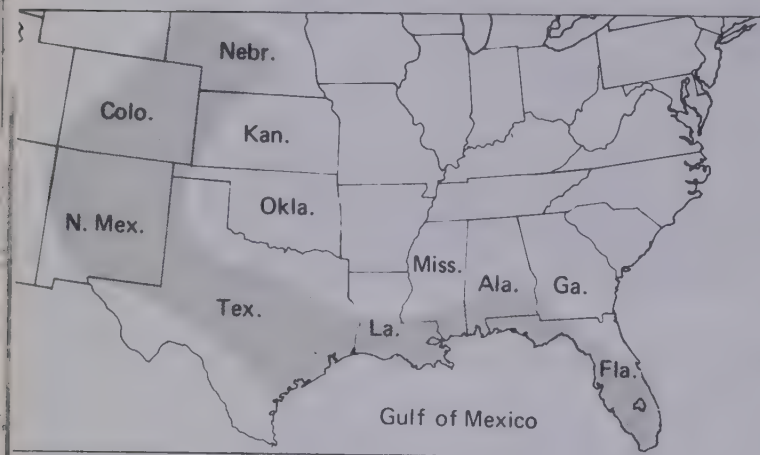 Nebr.
Colo.
Kan.
Okla.
N. Mex.
Miss.
Ala.
Ga.
Tex.
La.
Fla.
Gulf of Mexico